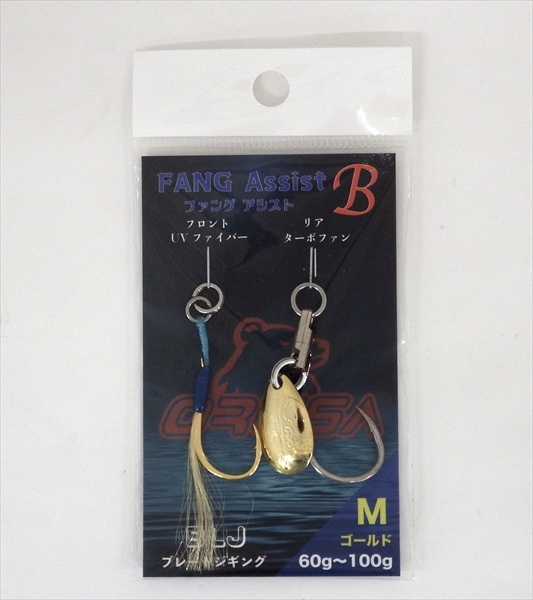 FANG Assist B
ファング アシスト
フロント
UVファイバー
リア
ターボファン
M
ゴールド
60g〜100g